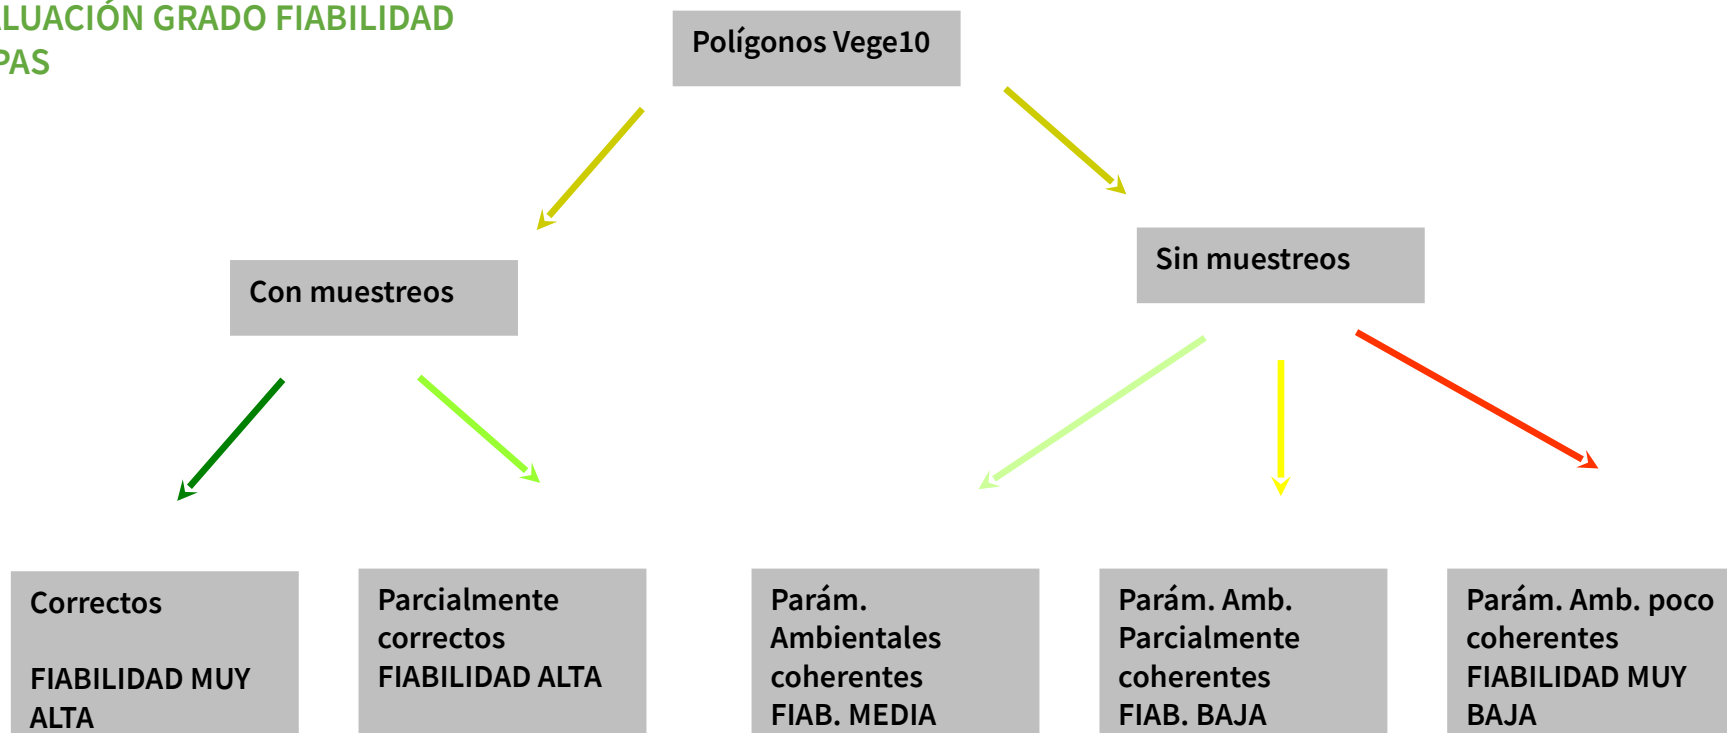 ALUACIÓN GRADO FIABILIDAD
PAS
Polígonos Vege10
Con muestreos
Sin muestreos
Correctos
FIABILIDAD MUY
ALTA
Parcialmente
correctos
FIABILIDAD ALTA
Parám.
Ambientales
coherentes
FIAB. MEDIA
Parám. Amb.
Parcialmente
coherentes
FIAB. BAJA
Parám. Amb. poco
coherentes
FIABILIDAD MUY
BAJA